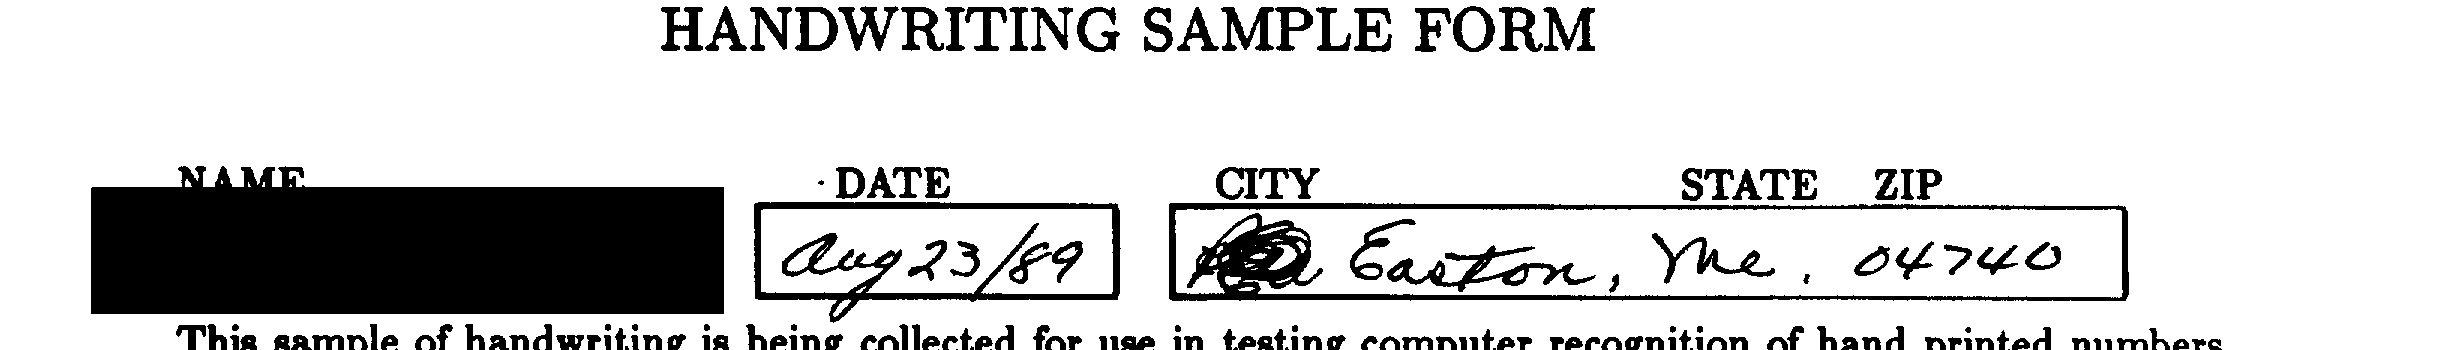 HANDWRITING SAMPLE FORM
NAME DATE CITY STATE ZIP
Aug 23/89 Easton, Me. 04740
This sample of handwriting is being collected for use in testing computer recognition of hand printed numbers